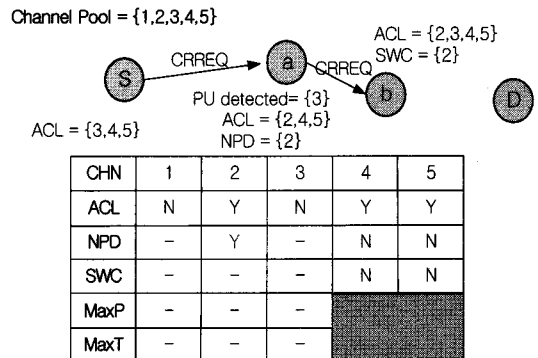 Channel Pool = {1,2,3,4,5}
ACL = {2,3,4,5}
SWC = {2}
CRREQ
CRREQ
S
a
b
D
PU detected= {3}
ACL = {2,4,5}
NPD = {2}
ACL = {3,4,5}
CHN 1 2 3 4 5
ACL N Y N Y Y
NPD – Y – N N
SWC – – – N N
MaxP – – –
MaxT – – –